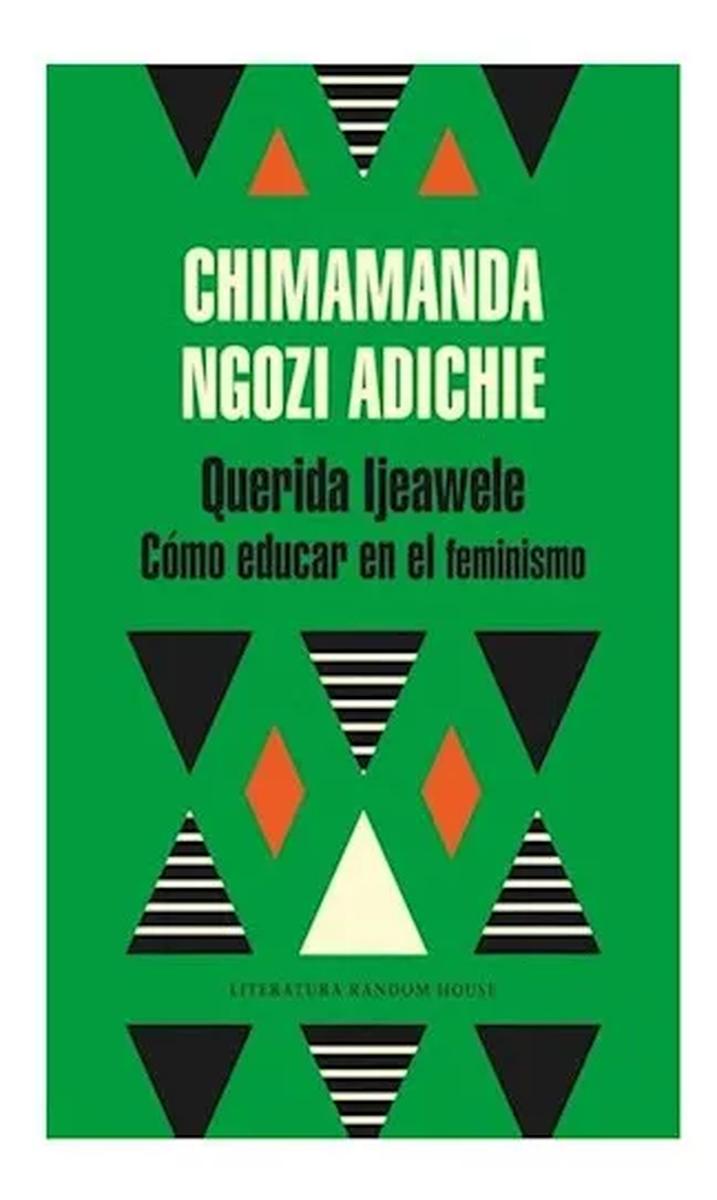 CHIMAMANDA
NGOZI ADICHIE
Querida Ijeawele
Cómo educar en el feminismo
LITERATURA RANDOM HOUSE